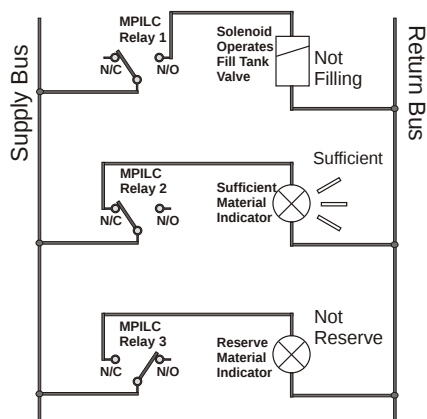 Supply Bus
Return Bus
MPILC
Relay 1
N/C
N/O
Solenoid
Operates
Fill Tank
Valve
Not
Filling
MPILC
Relay 2
N/C
N/O
Sufficient
Material
Indicator
Sufficient
MPILC
Relay 3
N/C
N/O
Reserve
Material
Indicator
Not
Reserve